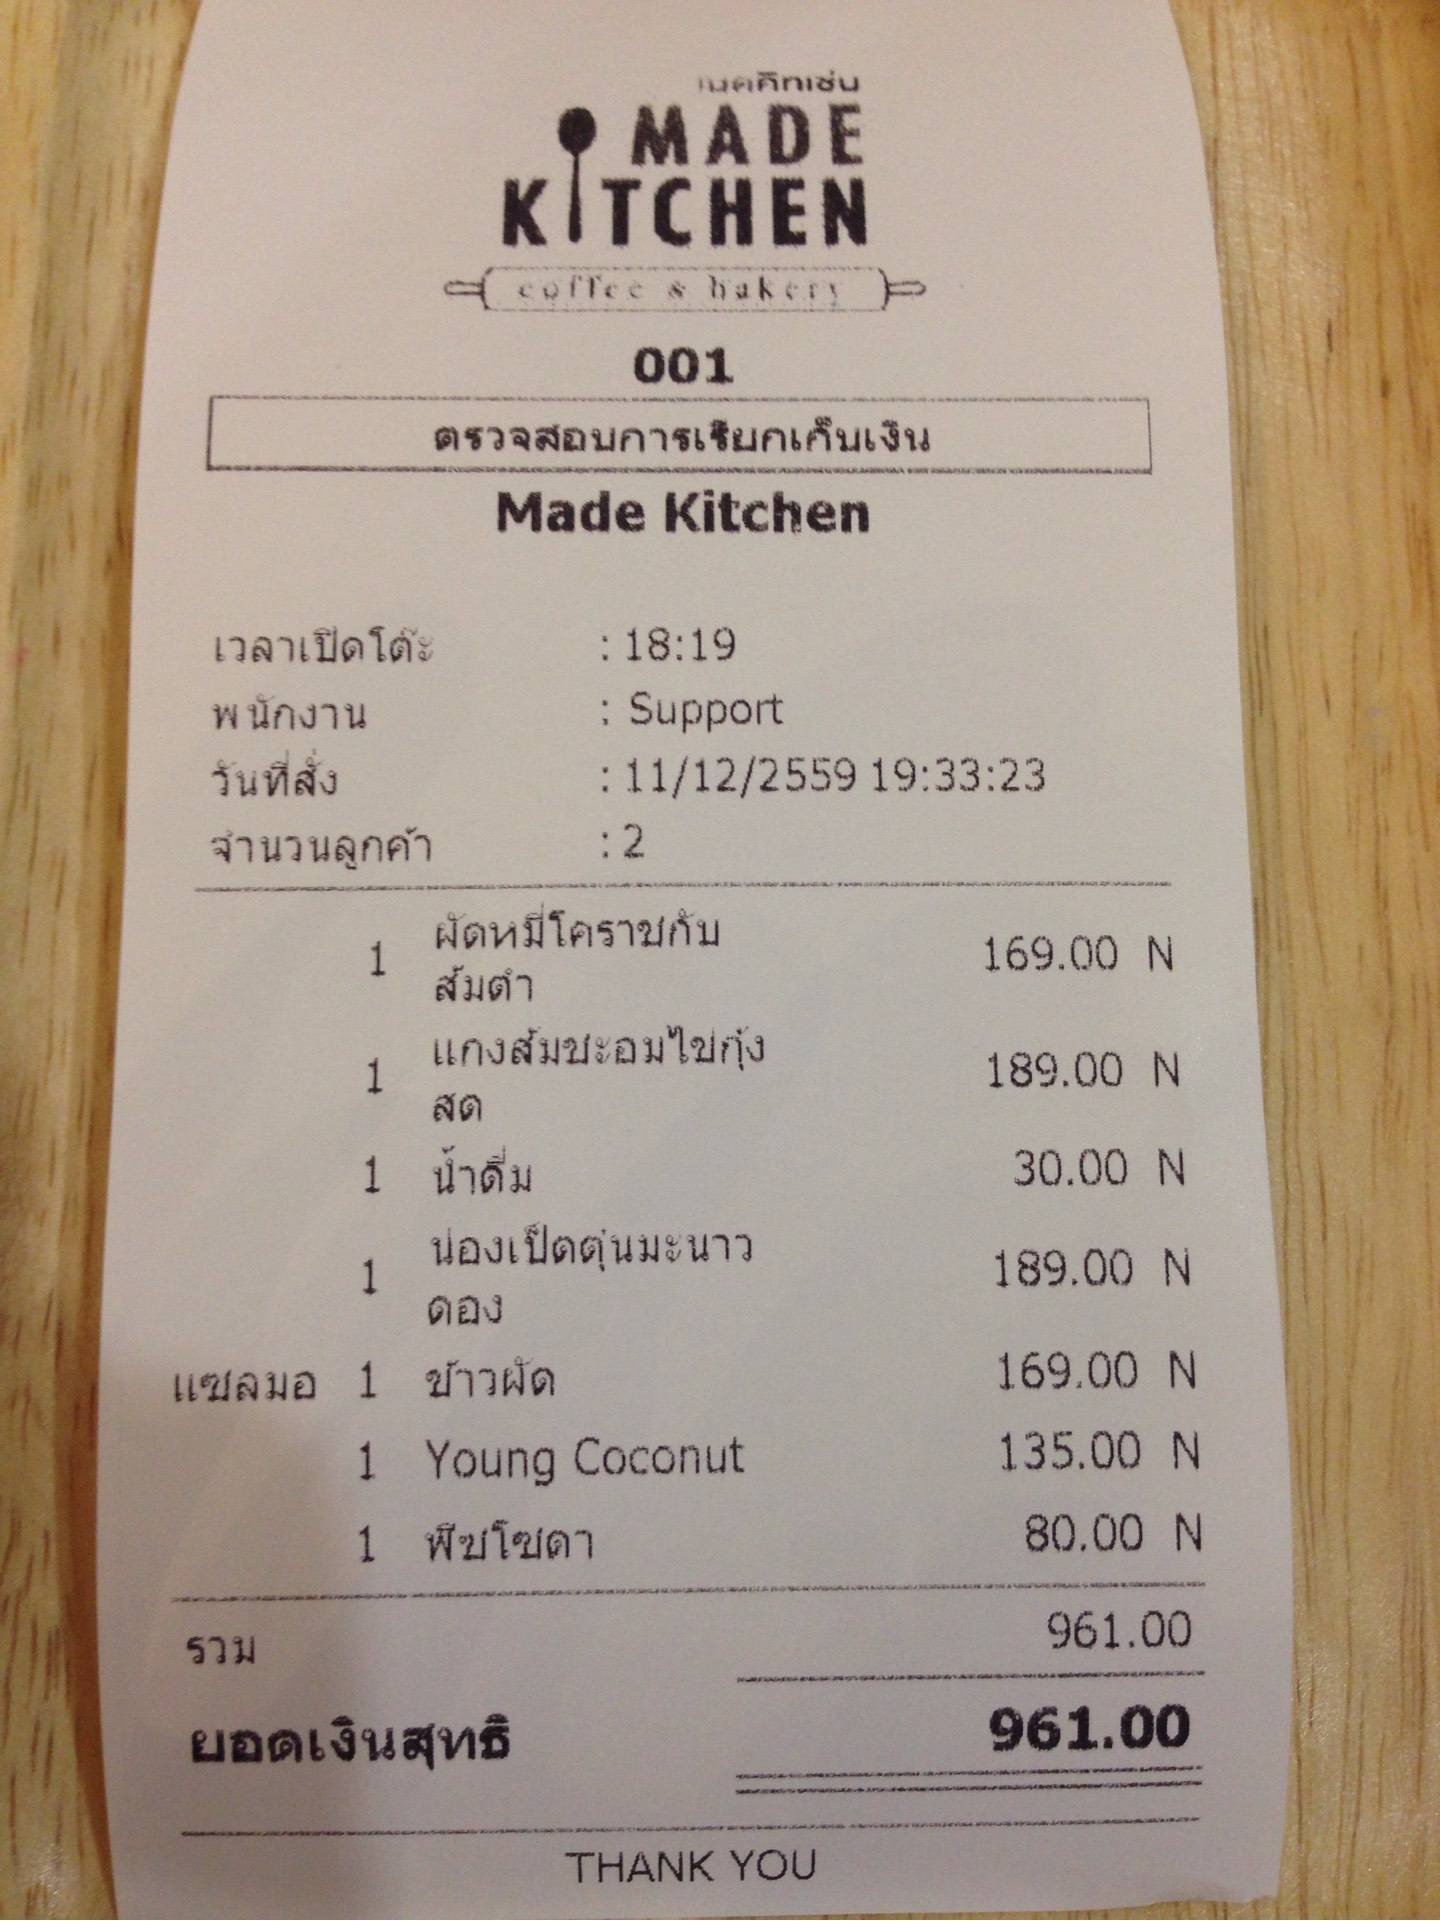 เมดคิทเช่น
MADE
KITCHEN
coffee & bakery
001
ตรวจสอบการเรียกเก็บเงิน
Made Kitchen
เวลาเปิดโต๊ะ : 18:19
พนักงาน : Support
วันที่สั่ง : 11/12/2559 19:33:23
จำนวนลูกค้า : 2
1 ผัดหมี่โคราชกับ 169.00 N
ส้มตำ
1 แกงส้มชะอมไข่กุ้ง 189.00 N
สด
1 น้ำดื่ม 30.00 N
1 น่องเป็ดตุ่นมะนาว 189.00 N
ดอง
แซลมอ 1 ข้าวผัด 169.00 N
1 Young Coconut 135.00 N
1 พีชโซดา 80.00 N
รวม 961.00
ยอดเงินสุทธิ 961.00
THANK YOU